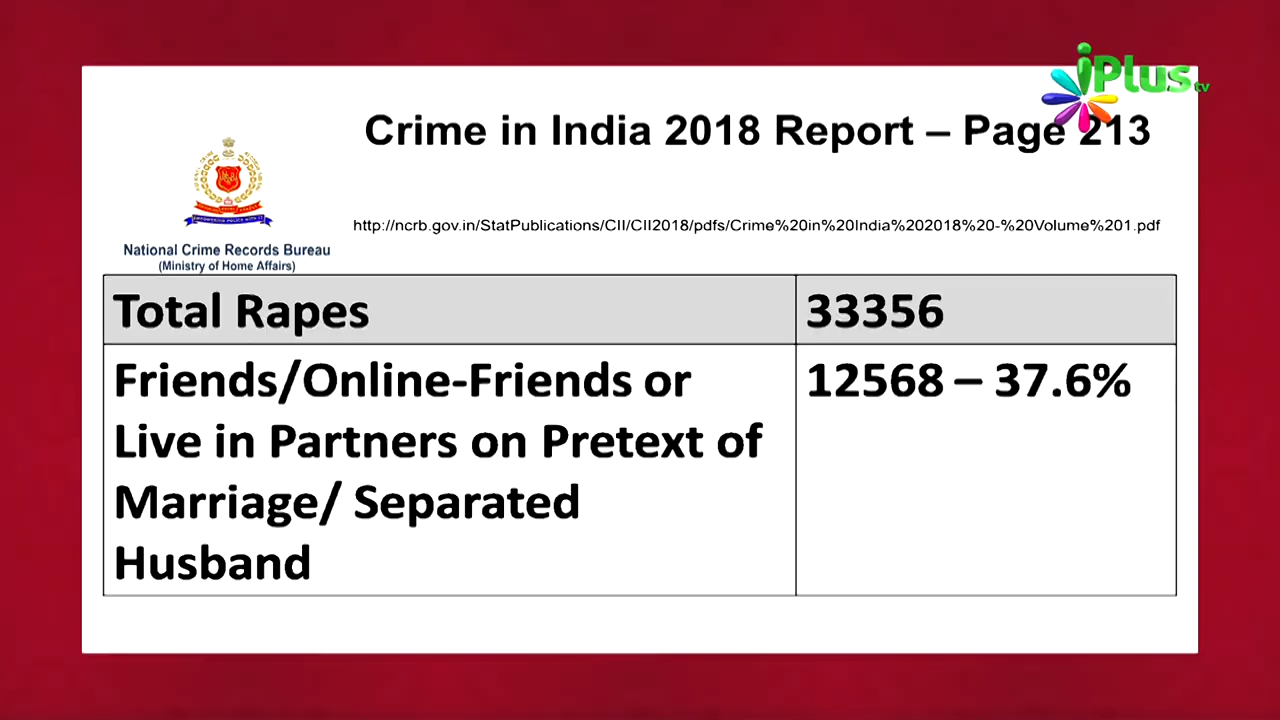 iPlus tv
Crime in India 2018 Report – Page 213
http://ncrb.gov.in/StatPublications/CII/CII2018/pdfs/Crime%20in%20India%202018%20-%20Volume%201.pdf
National Crime Records Bureau
(Ministry of Home Affairs)
Total Rapes 33356
Friends/Online-Friends or 12568 – 37.6%
Live in Partners on Pretext of
Marriage/ Separated
Husband